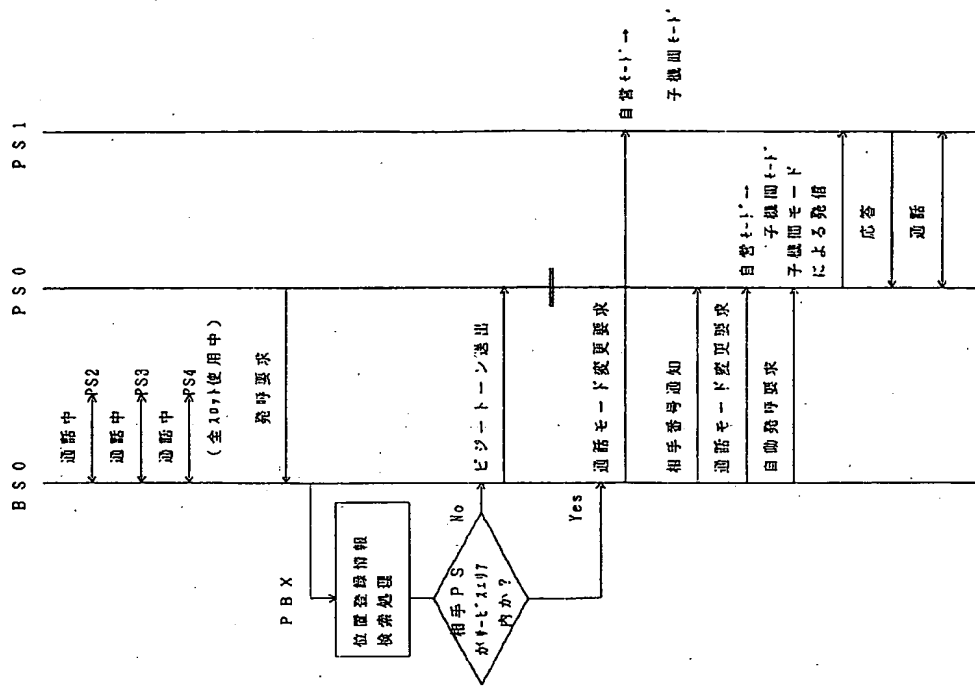 PBX
BS0
PS0
PS1
通話中
PS2
通話中
PS3
通話中
PS4
(全スロット使用中)
発呼要求
位置登録情報
検索処理
相手PS
がサービスエリア
内か?
No
ビジートーン送出
Yes
通話モード変更要求
自営モード→
子機間モード
相手番号通知
通話モード変更要求
自営モード→
子機間モード
自動発呼要求
子機間モード
による発信
応答
通話